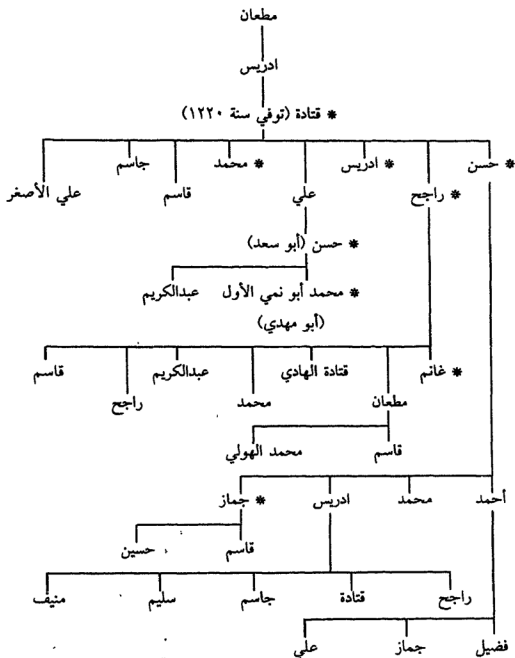 مطعان
ادريس
* قتادة (توفي سنة ١٢٢٠)
* حسن
* راجح
* ادريس
علي
* محمد
قاسم
جاسم
علي الأصغر
* حسن (أبو سعد)
* محمد أبو نمي الأول
(أبو مهدي)
عبدالكريم
* غانم
مطعان
قتادة الهادي
محمد
عبدالكريم
راجح
قاسم
قاسم
محمد الهولي
أحمد
محمد
ادريس
* جماز
قاسم
حسين
راجح
قتادة
جاسم
سليم
منيف
فضيل
جماز
علي